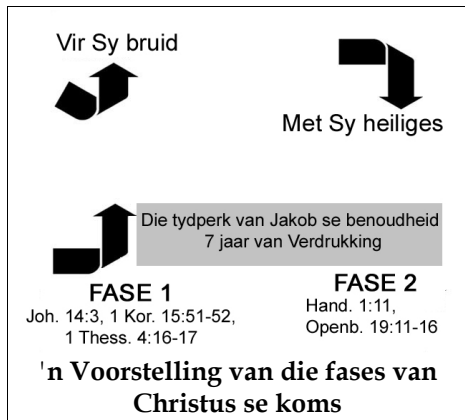 Vir Sy bruid
Met Sy heiliges
Die tydperk van Jakob se benoudheid
7 jaar van Verdrukking
FASE 1
Joh. 14:3, 1 Kor. 15:51-52,
1 Thess. 4:16-17
FASE 2
Hand. 1:11,
Openb. 19:11-16
'n Voorstelling van die fases van
Christus se koms